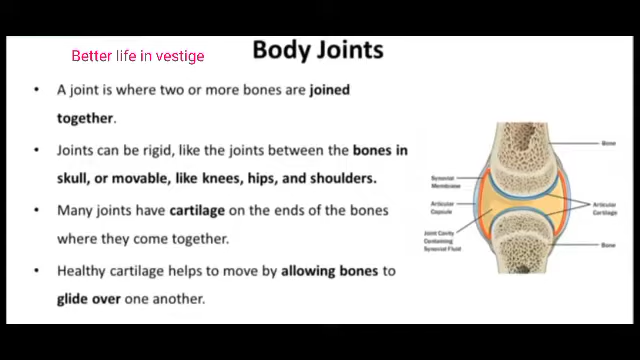 Better life in vestige
Body Joints
• A joint is where two or more bones are joined
together.
• Joints can be rigid, like the joints between the bones in
skull, or movable, like knees, hips, and shoulders.
• Many joints have cartilage on the ends of the bones
where they come together.
• Healthy cartilage helps to move by allowing bones to
glide over one another.
Bone
Synovial
Membrane
Articular
Capsule
Joint Cavity
Containing
Synovial Fluid
Articular
Cartilage
Bone